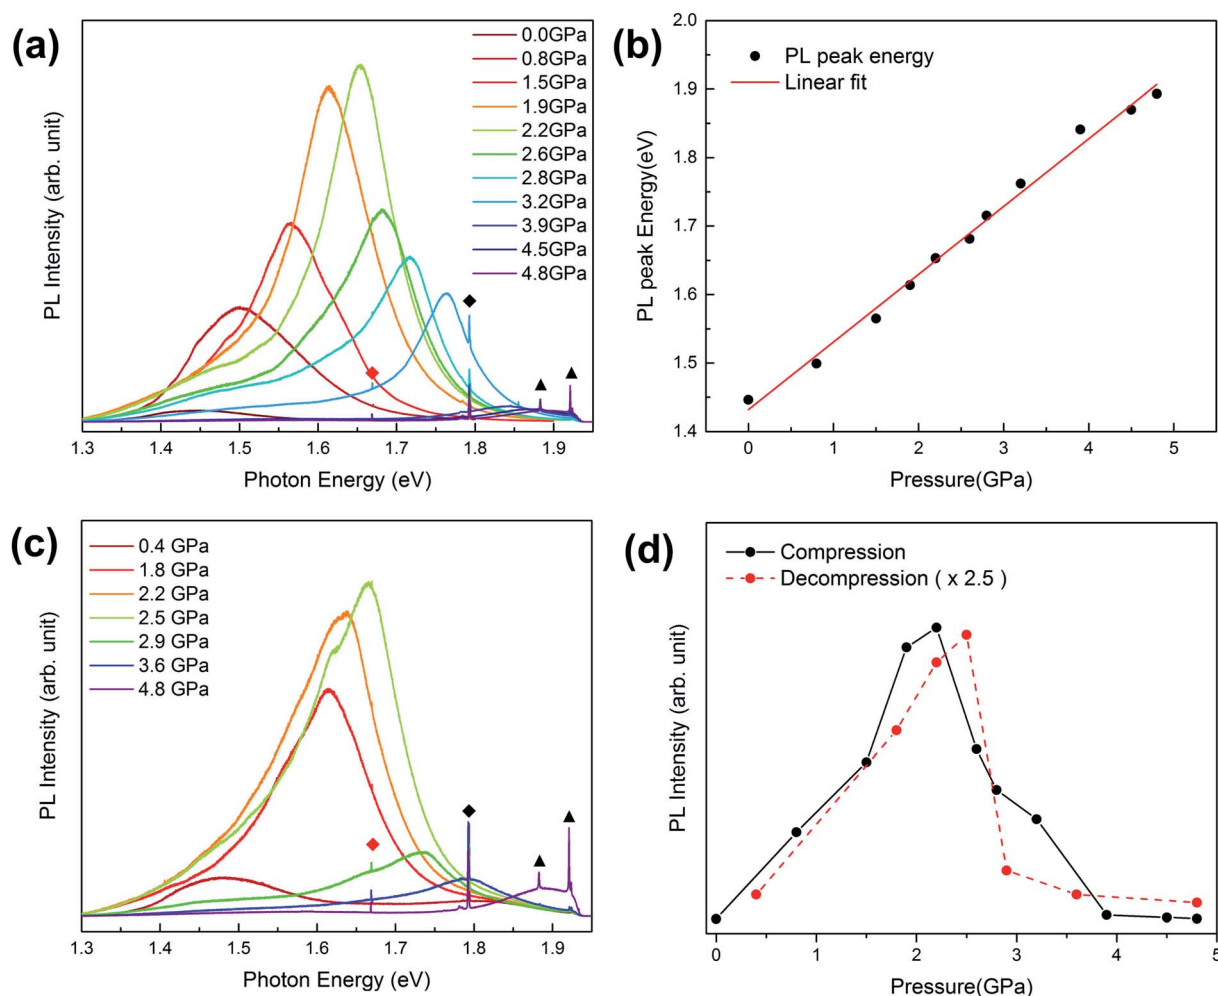 (a)
0.0GPa
0.8GPa
1.5GPa
1.9GPa
2.2GPa
2.6GPa
2.8GPa
3.2GPa
3.9GPa
4.5GPa
4.8GPa
PL Intensity (arb. unit)
1.3 1.4 1.5 1.6 1.7 1.8 1.9
Photon Energy (eV)
(b)
PL peak energy
Linear fit
PL peak Energy(eV)
2.0
1.9
1.8
1.7
1.6
1.5
1.4
0 1 2 3 4 5
Pressure(GPa)
(c)
0.4 GPa
1.8 GPa
2.2 GPa
2.5 GPa
2.9 GPa
3.6 GPa
4.8 GPa
PL Intensity (arb. unit)
1.3 1.4 1.5 1.6 1.7 1.8 1.9
Photon Energy (eV)
(d)
Compression
Decompression ( x 2.5 )
PL Intensity (arb. unit)
0 1 2 3 4 5
Pressure(GPa)